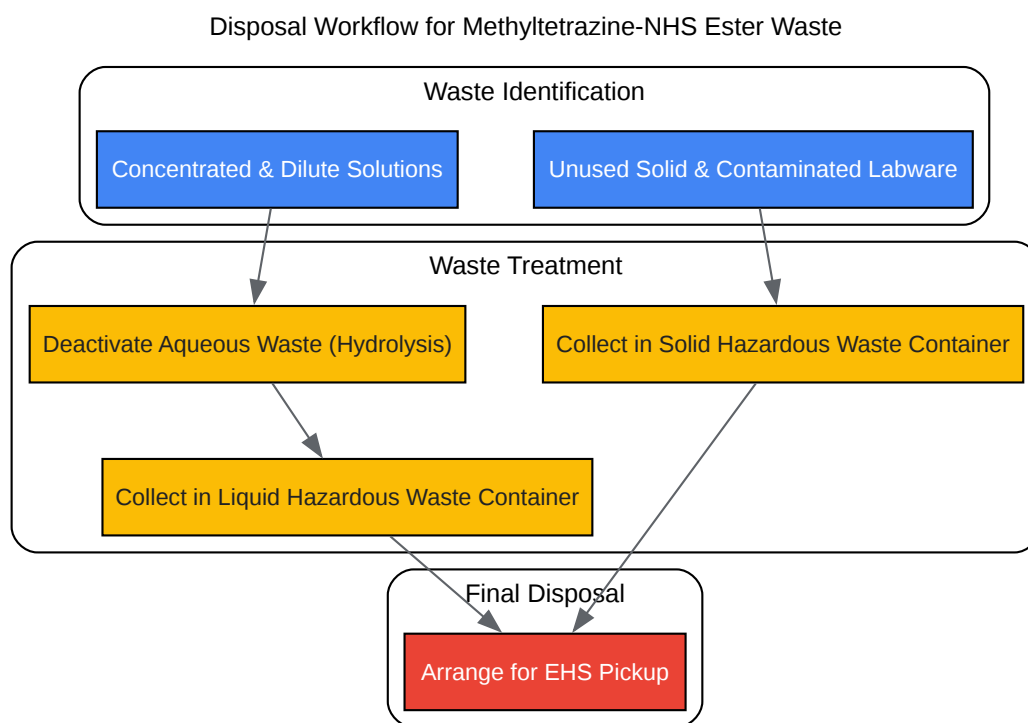 Disposal Workflow for Methyltetrazine-NHS Ester Waste
Waste Identification
Concentrated & Dilute Solutions
Unused Solid & Contaminated Labware
Waste Treatment
Deactivate Aqueous Waste (Hydrolysis)
Collect in Solid Hazardous Waste Container
Collect in Liquid Hazardous Waste Container
Final Disposal
Arrange for EHS Pickup